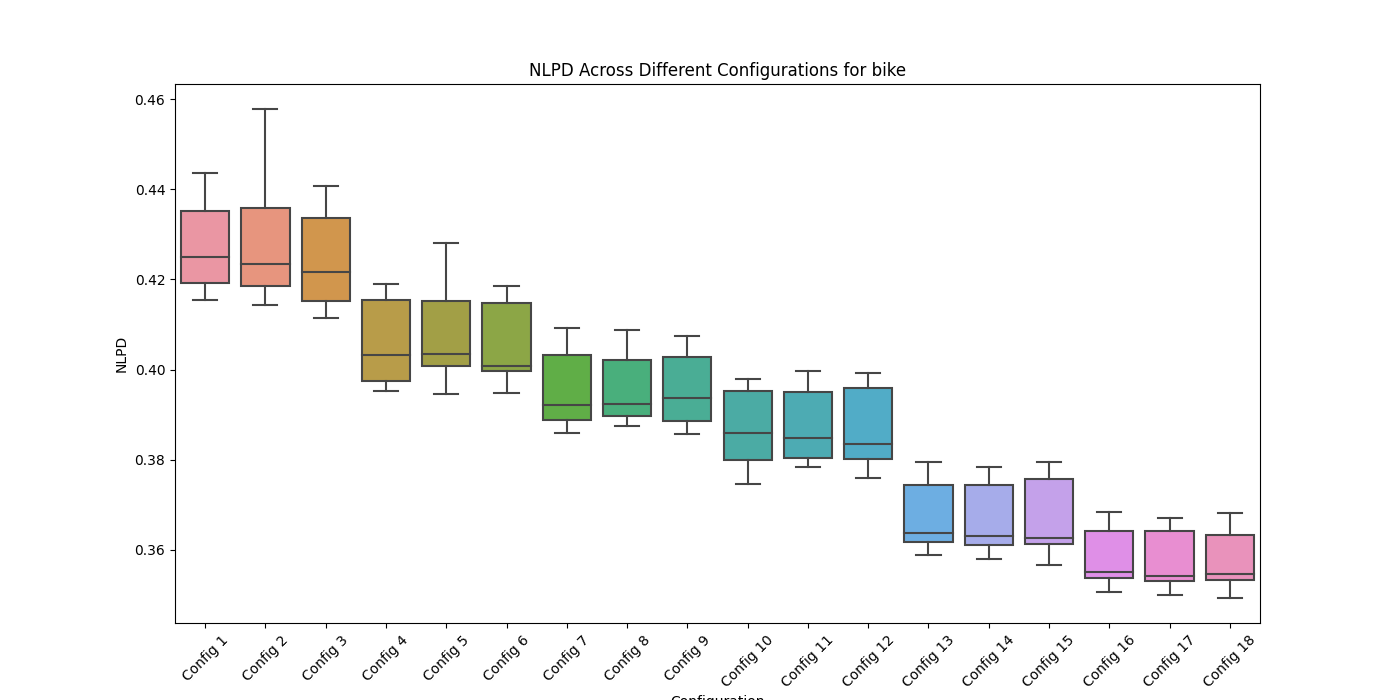 NLPD Across Different Configurations for bike
NLPD
0.46
0.44
0.42
0.40
0.38
0.36
Config 1
Config 2
Config 3
Config 4
Config 5
Config 6
Config 7
Config 8
Config 9
Config 10
Config 11
Config 12
Config 13
Config 14
Config 15
Config 16
Config 17
Config 18
Configuration